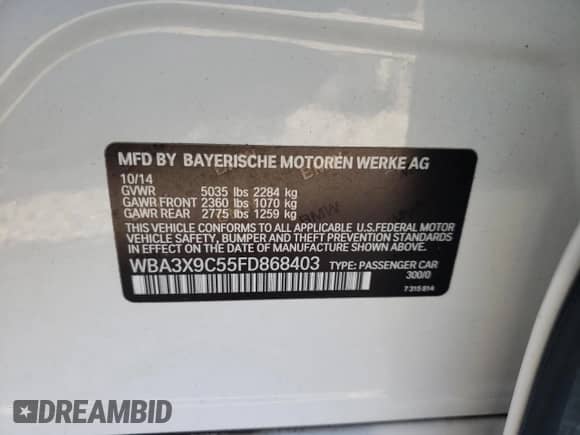 MFD BY BAYERISCHE MOTOREN WERKE AG
10/14
GVWR 5035 lbs 2284 kg
GAWR FRONT 2360 lbs 1070 kg
GAWR REAR 2775 lbs 1259 kg
THIS VEHICLE CONFORMS TO ALL APPLICABLE U.S.FEDERAL MOTOR
VEHICLE SAFETY, BUMPER AND THEFT PREVENTION STANDARDS
IN EFFECT ON THE DATE OF MANUFACTURE SHOWN ABOVE.
WBA3X9C55FD868403 TYPE: PASSENGER CAR
300/0
7 315 814
DREAMBID